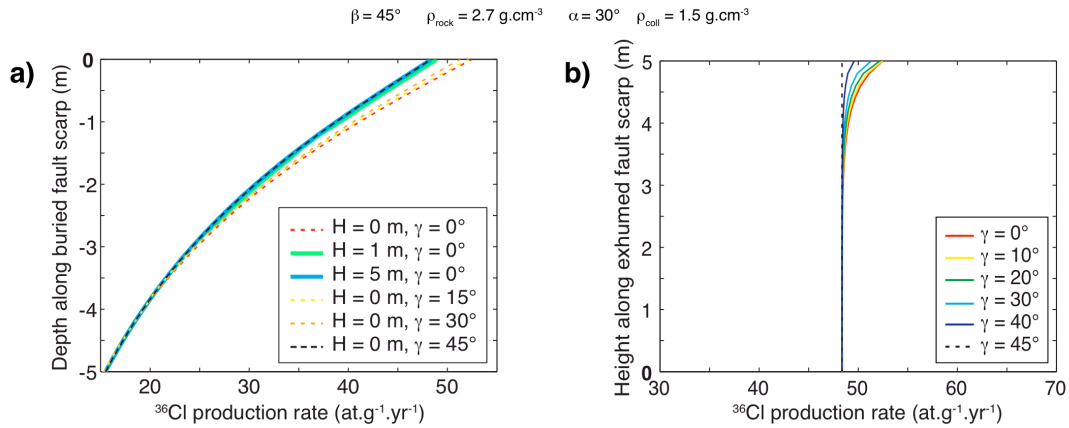 β = 45° ρrock = 2.7 g.cm-3 α = 30° ρcoll = 1.5 g.cm-3
a)
Depth along buried fault scarp (m)
0
-1
-2
-3
-4
-5
20 30 40 50
³⁶Cl production rate (at.g⁻¹.yr⁻¹)
H = 0 m, γ = 0°
H = 1 m, γ = 0°
H = 5 m, γ = 0°
H = 0 m, γ = 15°
H = 0 m, γ = 30°
H = 0 m, γ = 45°
b)
Height along exhumed fault scarp (m)
5
4
3
2
1
0
30 40 50 60 70
³⁶Cl production rate (at.g⁻¹.yr⁻¹)
γ = 0°
γ = 10°
γ = 20°
γ = 30°
γ = 40°
γ = 45°